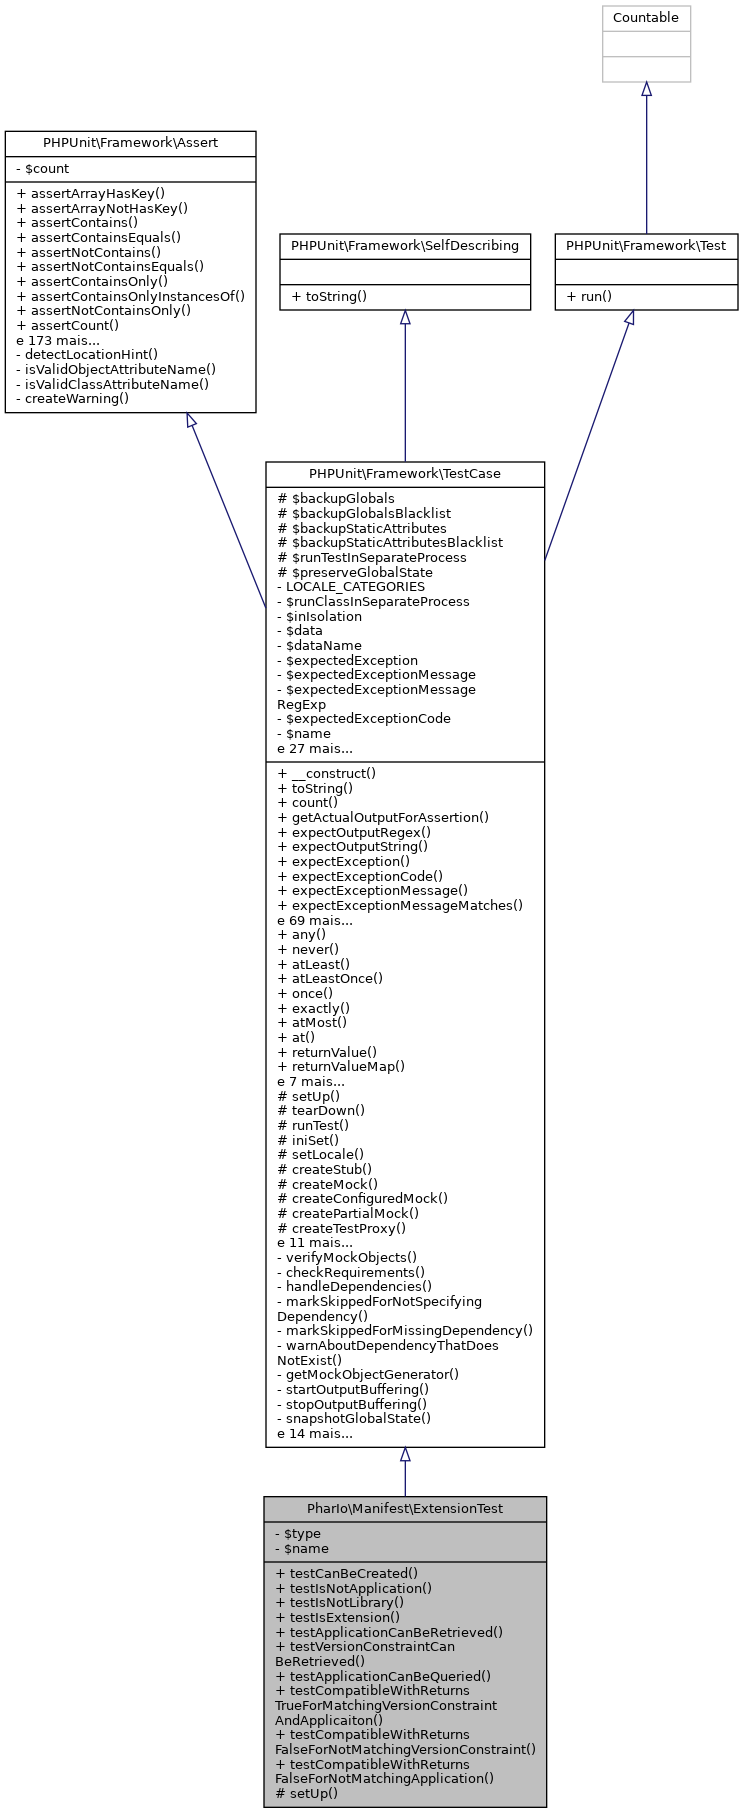 Countable
PHPUnit\Framework\Assert
- $count
+ assertArrayHasKey()
+ assertArrayNotHasKey()
+ assertContains()
+ assertContainsEquals()
+ assertNotContains()
+ assertNotContainsEquals()
+ assertContainsOnly()
+ assertContainsOnlyInstancesOf()
+ assertNotContainsOnly()
+ assertCount()
e 173 mais...
- detectLocationHint()
- isValidObjectAttributeName()
- isValidClassAttributeName()
- createWarning()
PHPUnit\Framework\SelfDescribing
+ toString()
PHPUnit\Framework\Test
+ run()
PHPUnit\Framework\TestCase
# $backupGlobals
# $backupGlobalsBlacklist
# $backupStaticAttributes
# $backupStaticAttributesBlacklist
# $runTestInSeparateProcess
# $preserveGlobalState
- LOCALE_CATEGORIES
- $runClassInSeparateProcess
- $inIsolation
- $data
- $dataName
- $expectedException
- $expectedExceptionMessage
- $expectedExceptionMessage
RegExp
- $expectedExceptionCode
- $name
e 27 mais...
+ __construct()
+ toString()
+ count()
+ getActualOutputForAssertion()
+ expectOutputRegex()
+ expectOutputString()
+ expectException()
+ expectExceptionCode()
+ expectExceptionMessage()
+ expectExceptionMessageMatches()
e 69 mais...
+ any()
+ never()
+ atLeast()
+ atLeastOnce()
+ once()
+ exactly()
+ atMost()
+ at()
+ returnValue()
+ returnValueMap()
e 7 mais...
# setUp()
# tearDown()
# runTest()
# iniSet()
# setLocale()
# createStub()
# createMock()
# createConfiguredMock()
# createPartialMock()
# createTestProxy()
e 11 mais...
- verifyMockObjects()
- checkRequirements()
- handleDependencies()
- markSkippedForNotSpecifying
Dependency()
- markSkippedForMissingDependency()
- warnAboutDependencyThatDoes
NotExist()
- getMockObjectGenerator()
- startOutputBuffering()
- stopOutputBuffering()
- snapshotGlobalState()
e 14 mais...
PharIo\Manifest\ExtensionTest
- $type
- $name
+ testCanBeCreated()
+ testIsNotApplication()
+ testIsNotLibrary()
+ testIsExtension()
+ testApplicationCanBeRetrieved()
+ testVersionConstraintCan
BeRetrieved()
+ testApplicationCanBeQueried()
+ testCompatibleWithReturns
TrueForMatchingVersionConstraint
AndApplicaiton()
+ testCompatibleWithReturns
FalseForNotMatchingVersionConstraint()
+ testCompatibleWithReturns
FalseForNotMatchingApplication()
# setUp()